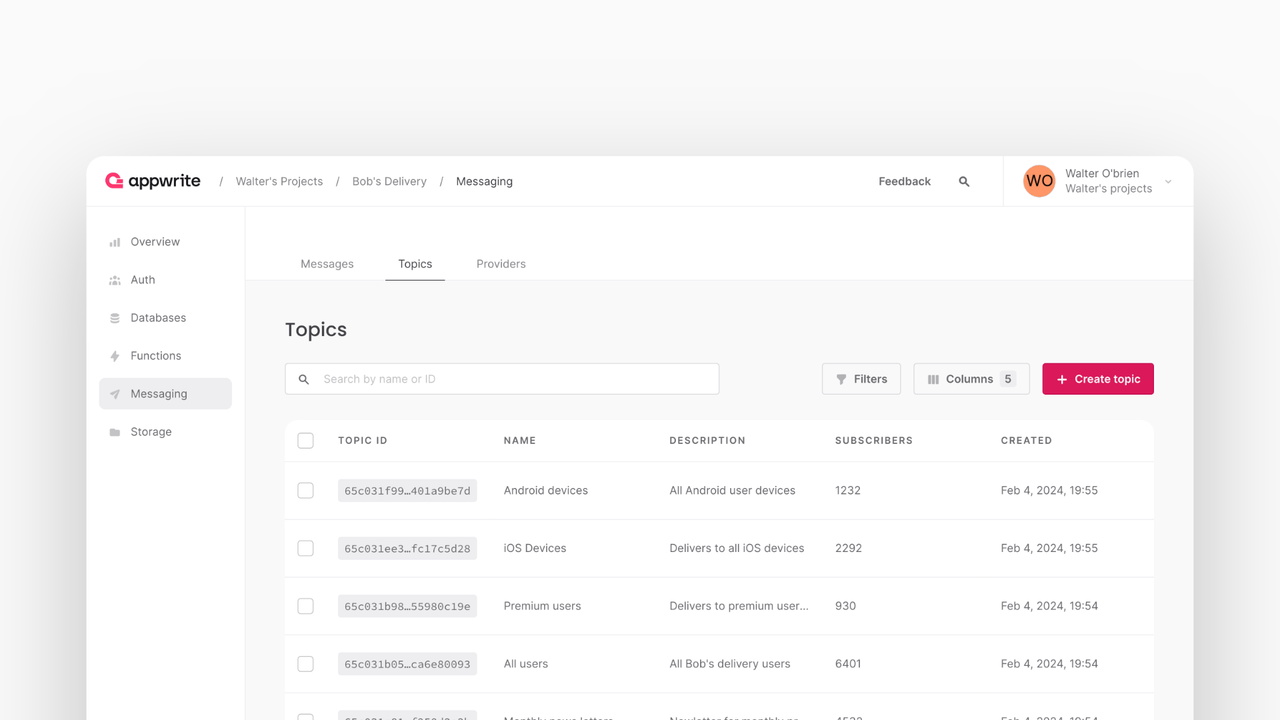 appwrite / Walter's Projects / Bob's Delivery / Messaging Feedback WO Walter O'brien
Walter's projects
Overview
Auth
Databases
Functions
Messaging
Storage
Messages Topics Providers
Topics
Search by name or ID Filters Columns 5 + Create topic
TOPIC ID NAME DESCRIPTION SUBSCRIBERS CREATED
65c031f99…401a9be7d Android devices All Android user devices 1232 Feb 4, 2024, 19:55
65c031ee3…fc17c5d28 iOS Devices Delivers to all iOS devices 2292 Feb 4, 2024, 19:55
65c031b98…55980c19e Premium users Delivers to premium user... 930 Feb 4, 2024, 19:54
65c031b05…ca6e80093 All users All Bob's delivery users 6401 Feb 4, 2024, 19:54